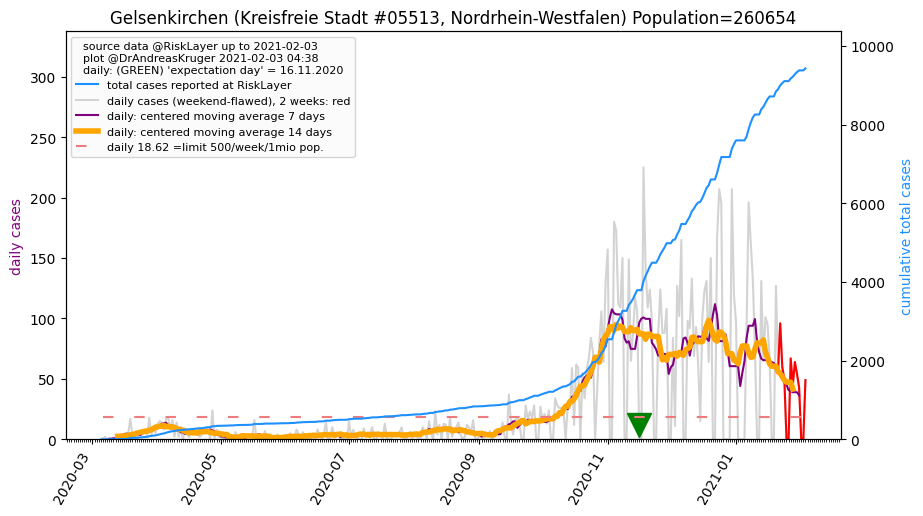 Gelsenkirchen (Kreisfreie Stadt #05513, Nordrhein-Westfalen) Population=260654
source data @RiskLayer up to 2021-02-03
plot @DrAndreasKruger 2021-02-03 04:38
daily: (GREEN) 'expectation day' = 16.11.2020
total cases reported at RiskLayer
daily cases (weekend-flawed), 2 weeks: red
daily: centered moving average 7 days
daily: centered moving average 14 days
daily 18.62 =limit 500/week/1mio pop.
daily cases
300
250
200
150
100
50
0
cumulative total cases
10000
8000
6000
4000
2000
0
2020-03
2020-05
2020-07
2020-09
2020-11
2021-01